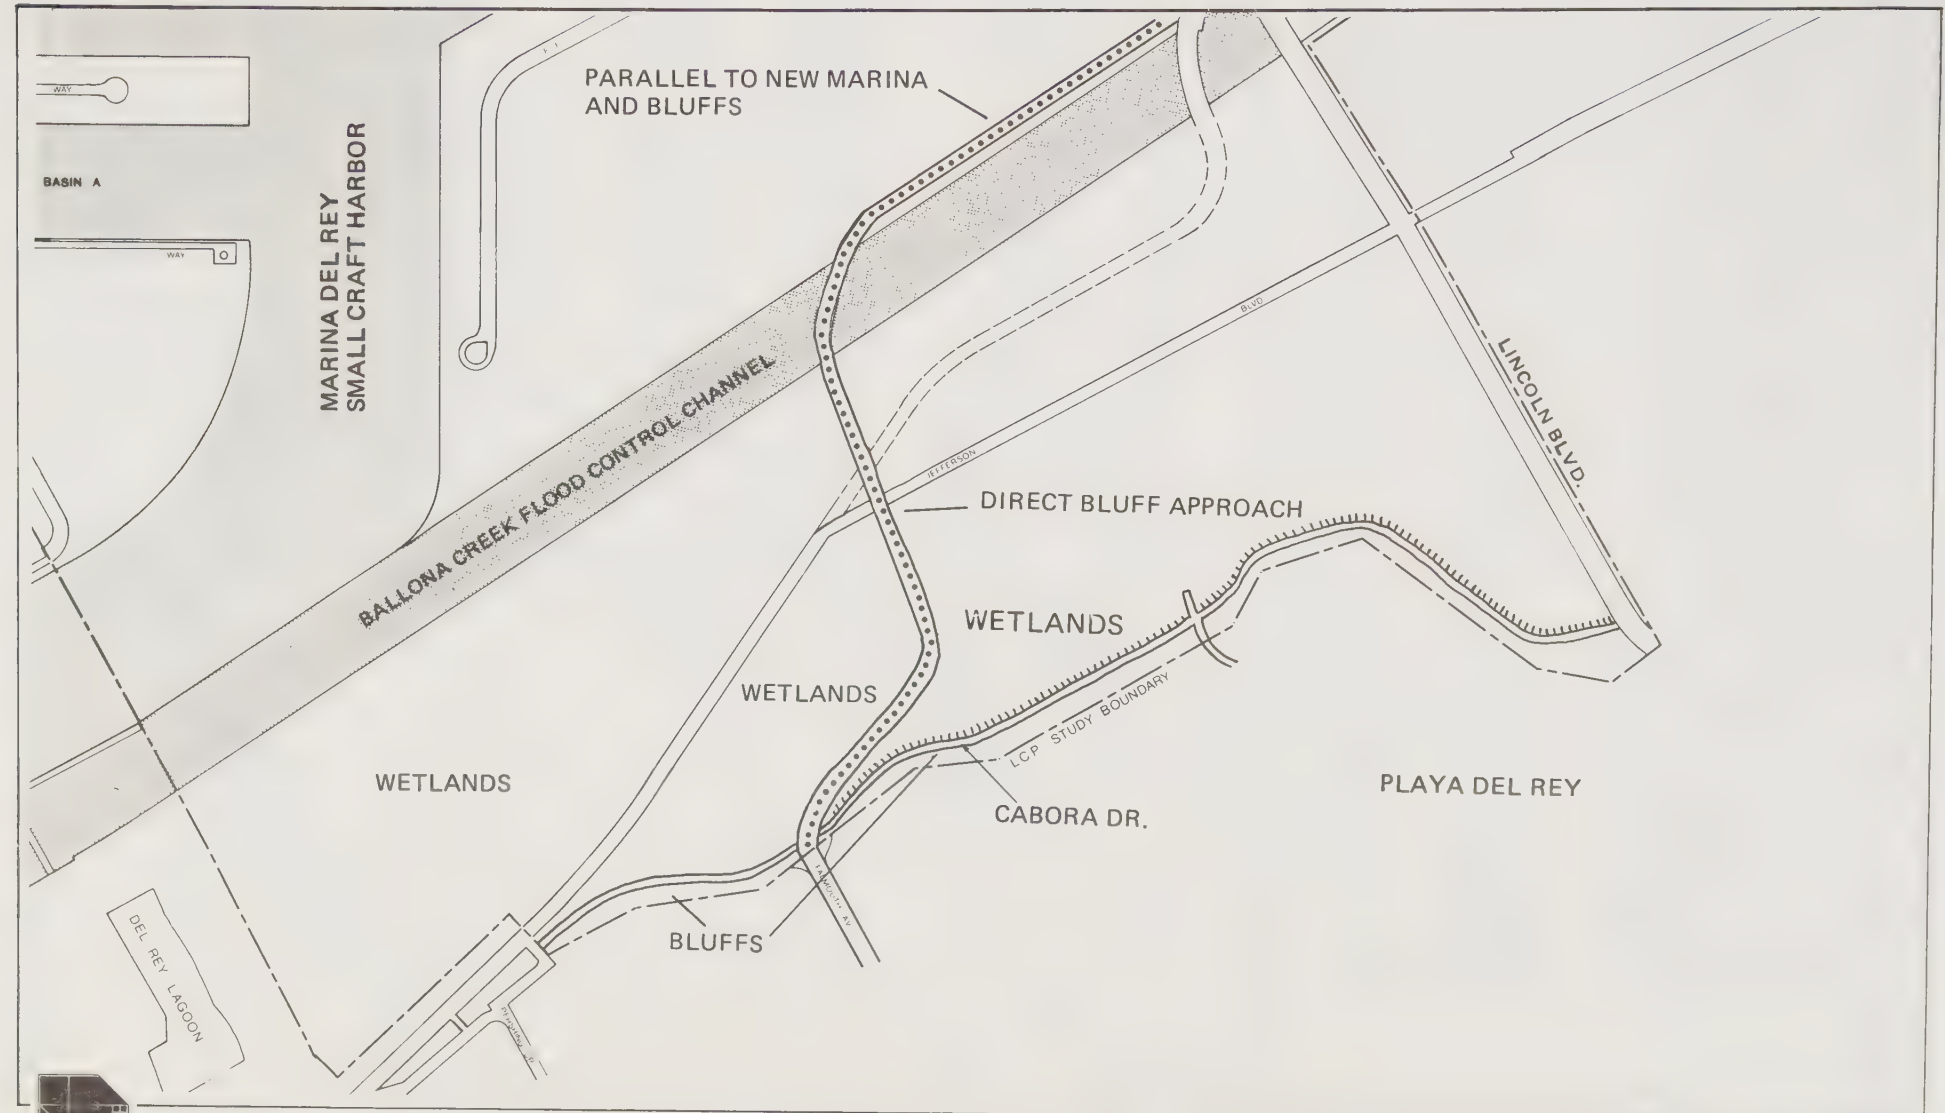 PARALLEL TO NEW MARINA
AND BLUFFS
WAY
BASIN A
MARINA DEL REY
SMALL CRAFT HARBOR
WAY
BLVD
LINCOLN BLVD.
BALLONA CREEK FLOOD CONTROL CHANNEL
JEFFERSON
DIRECT BLUFF APPROACH
WETLANDS
WETLANDS
L.C.P. STUDY BOUNDARY
WETLANDS
PLAYA DEL REY
CABORA DR.
FALMOUTH AV
BLUFFS
DEL REY LAGOON